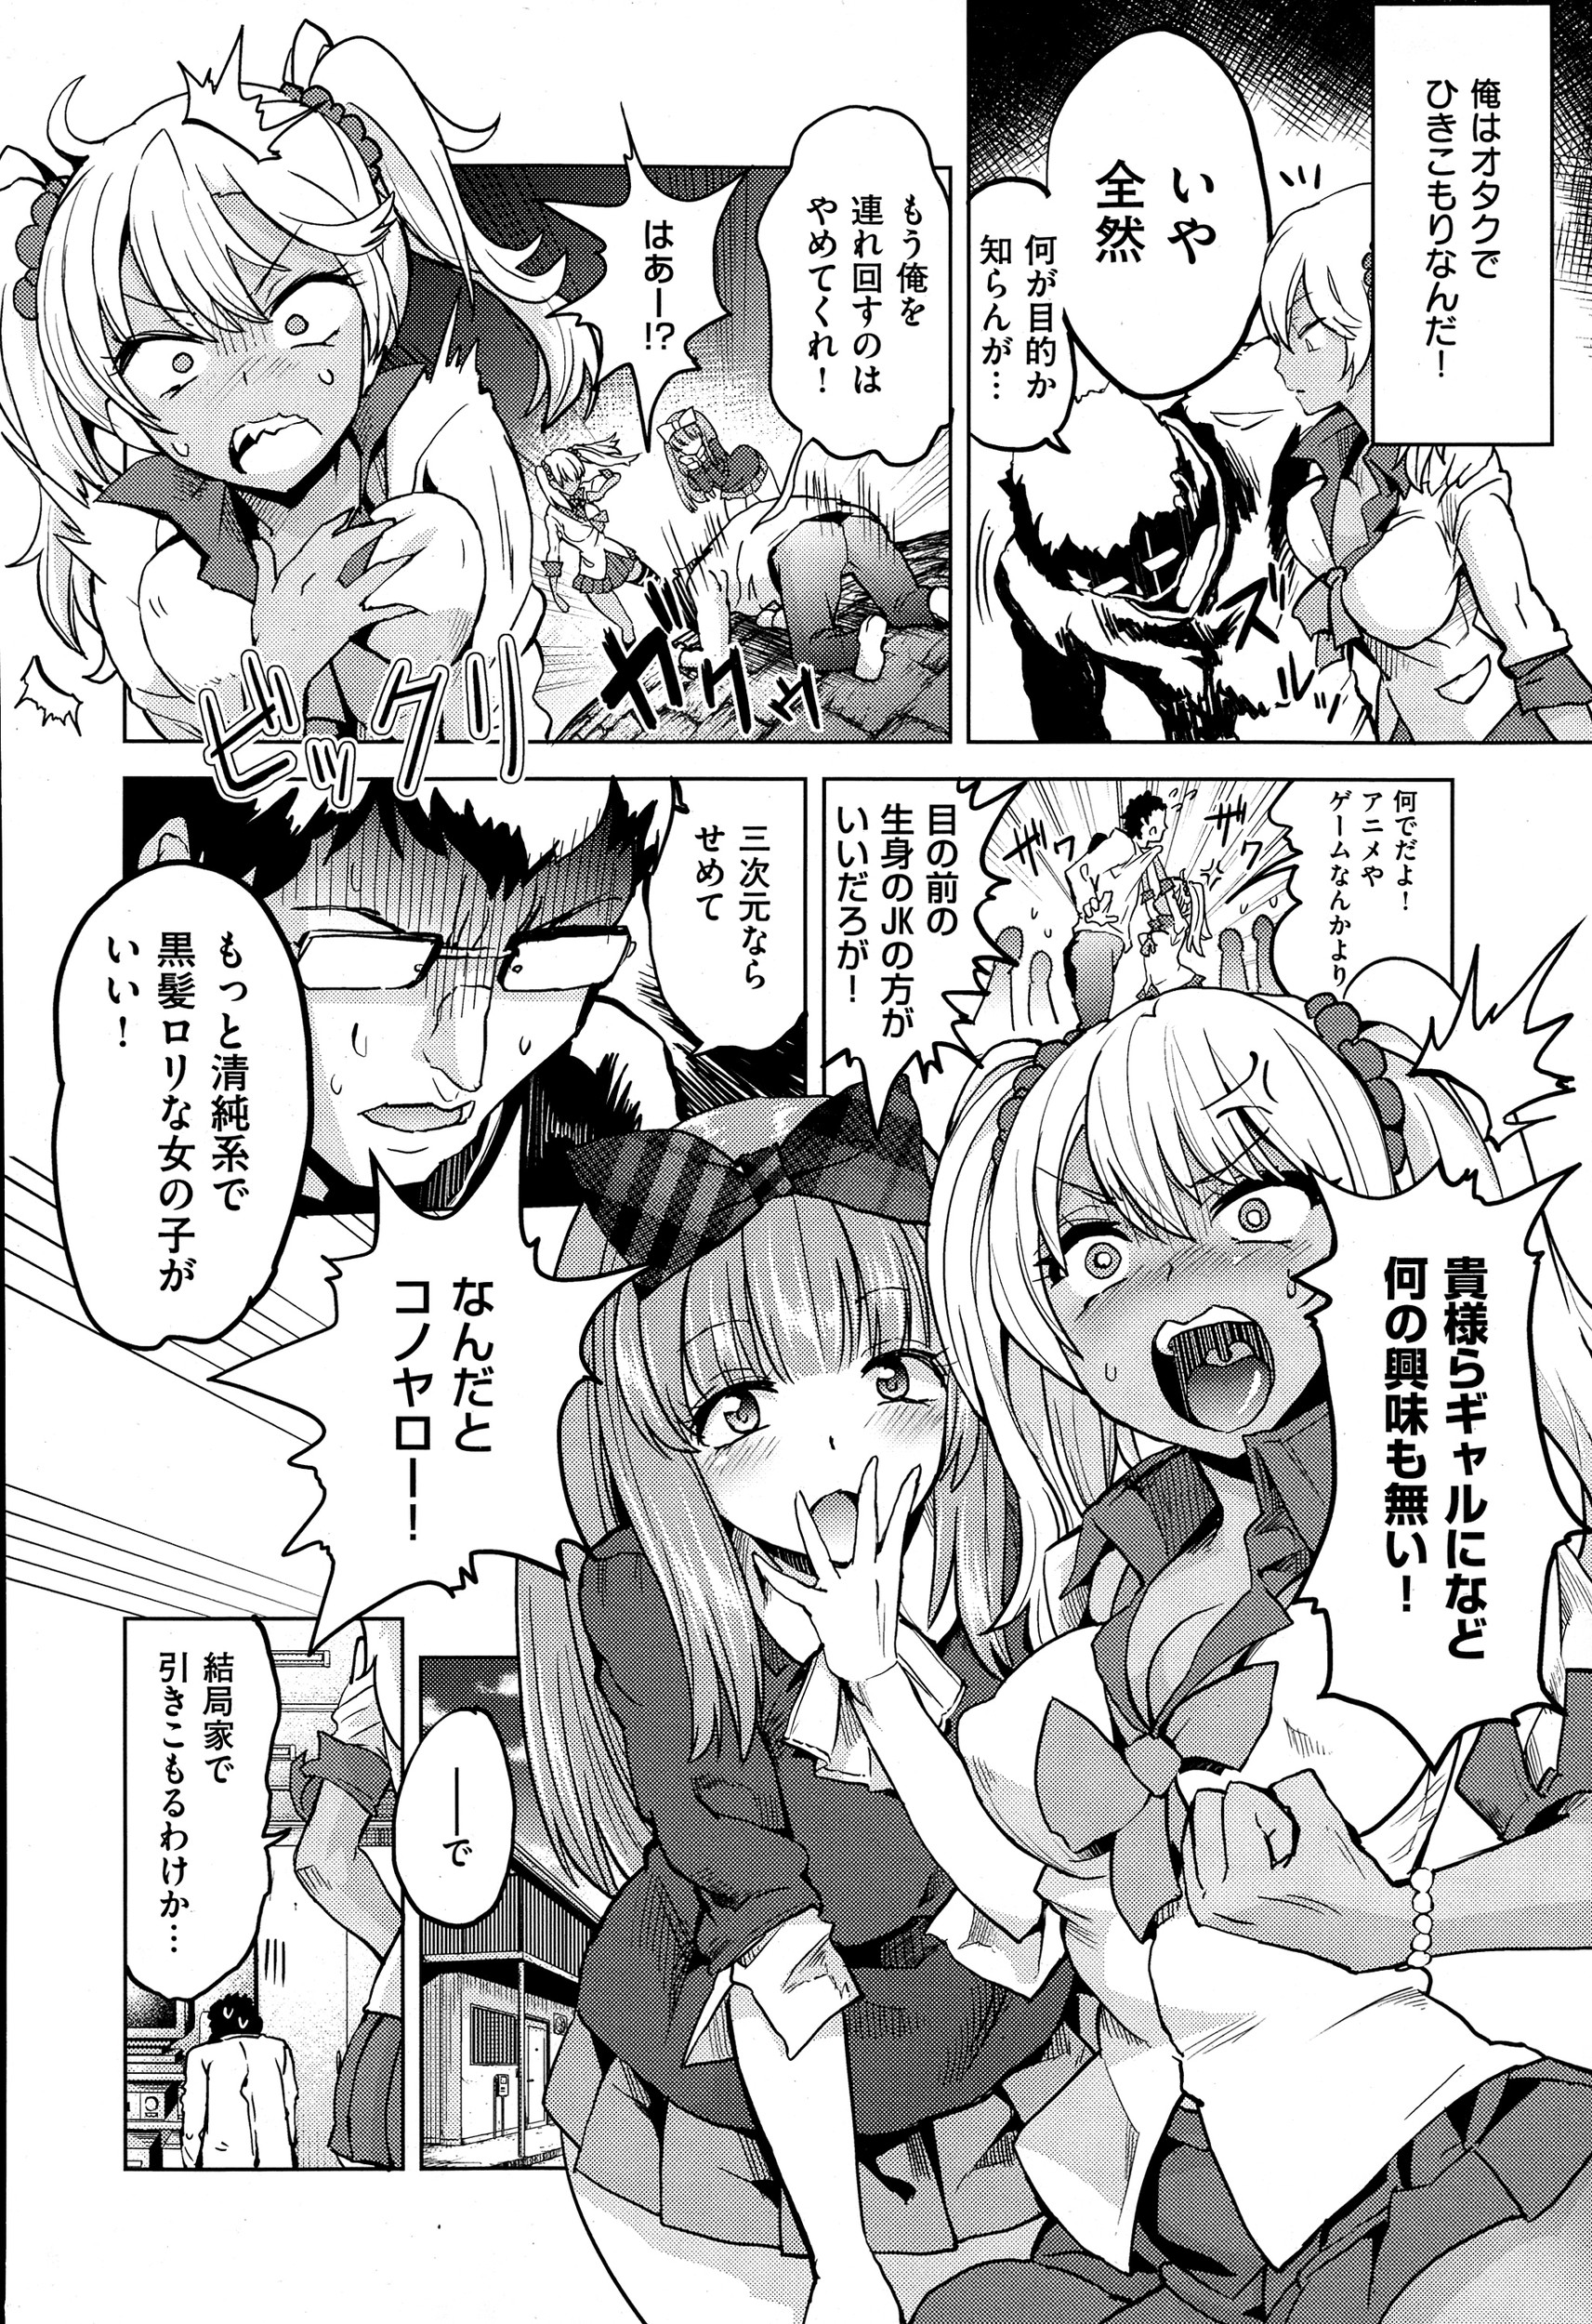 俺はオタクで
ひきこもりなんだ！
いや
全然
何が目的か
知らんが…
ズ
ルッ
もう俺を
連れ回すのは
やめてくれ！
はあー!?
ガクゥ
ビックリ
何でだよ！
アニメや
ゲームなんかより
ザワ
ザワ
目の前の
生身のJKの方が
いいだろが！
三次元なら
せめて
もっと清純系で
黒髪ロリな女の子が
いい！
貴様らギャルになど
何の興味も無い！
なんだと
コノヤロー！
――で
結局家で
引きこもるわけか…